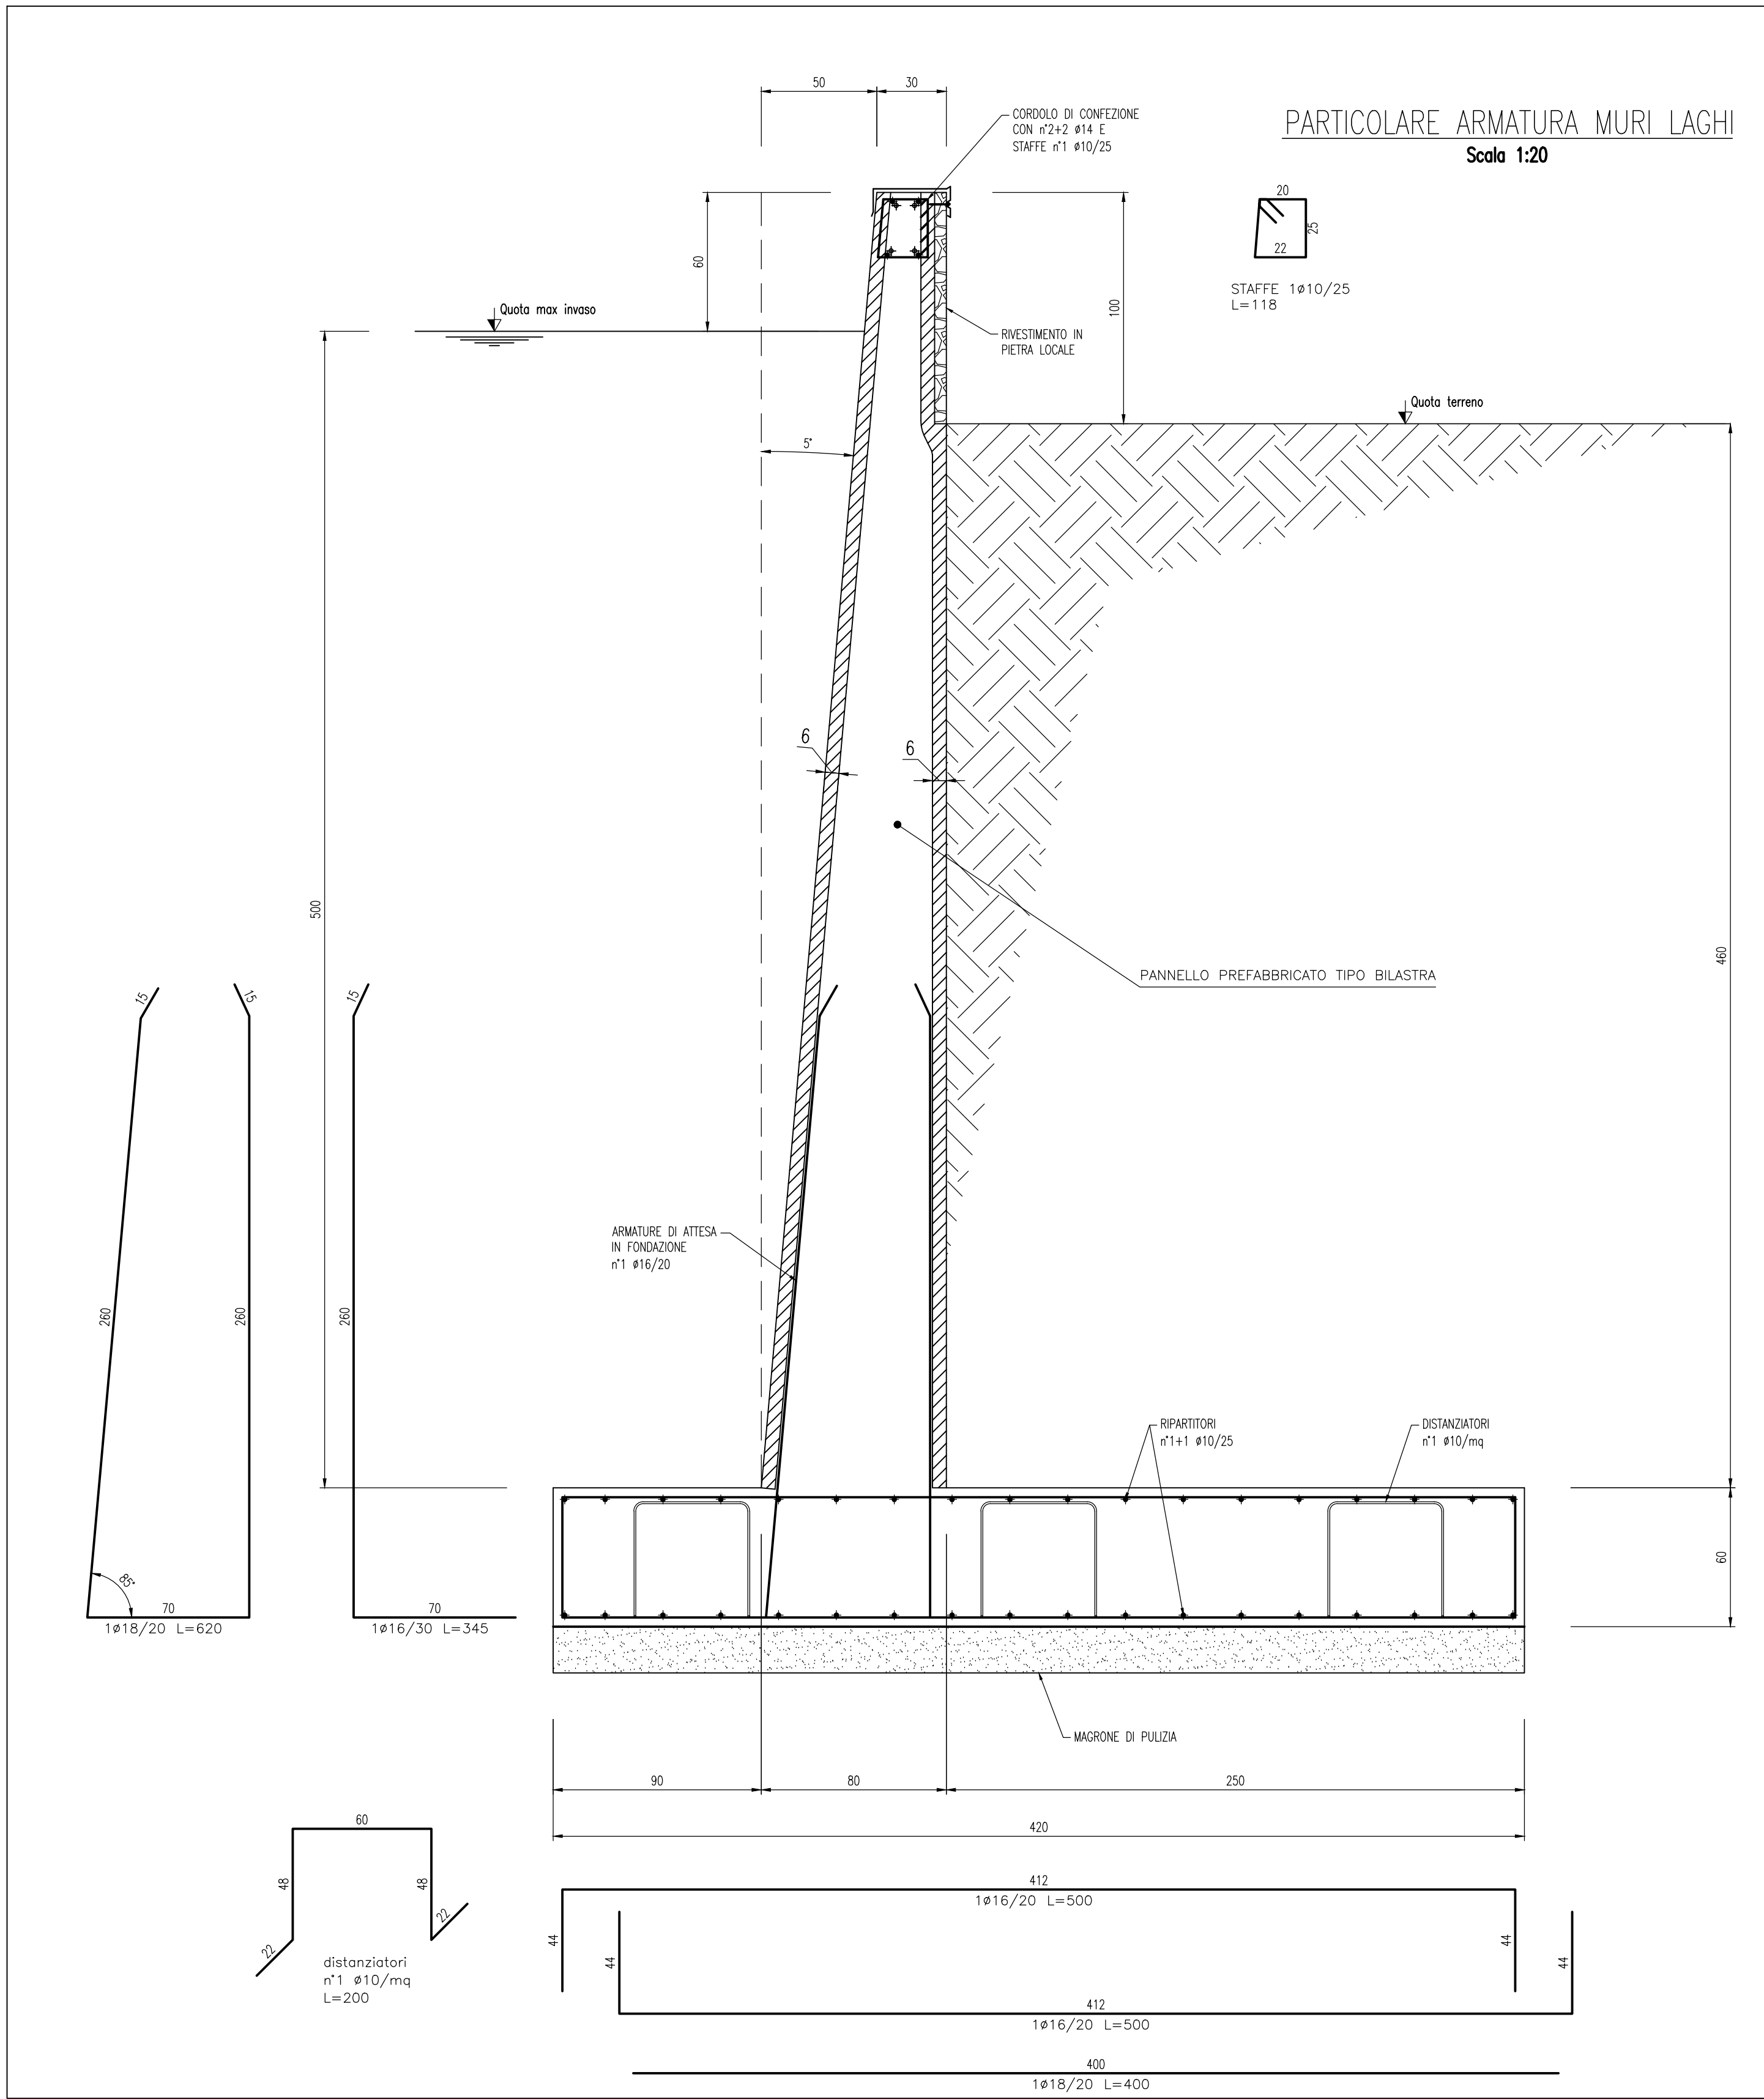 PARTICOLARE ARMATURA MURI LAGHI
Scala 1:20
50
30
CORDOLO DI CONFEZIONE
CON n°2+2 ø14 E
STAFFE n°1 ø10/25
20
25
22
STAFFE 1ø10/25
L=118
60
100
Quota max invaso
RIVESTIMENTO IN
PIETRA LOCALE
Quota terreno
5°
6
6
500
460
PANNELLO PREFABBRICATO TIPO BILASTRA
15
15
15
ARMATURE DI ATTESA
IN FONDAZIONE
n°1 ø16/20
260
260
260
RIPARTITORI
n°1+1 ø10/25
DISTANZIATORI
n°1 ø10/mq
60
85°
70
1ø18/20 L=620
70
1ø16/30 L=345
MAGRONE DI PULIZIA
90
80
250
420
60
48
48
22
22
distanziatori
n°1 ø10/mq
L=200
412
1ø16/20 L=500
44
44
44
44
412
1ø16/20 L=500
400
1ø18/20 L=400